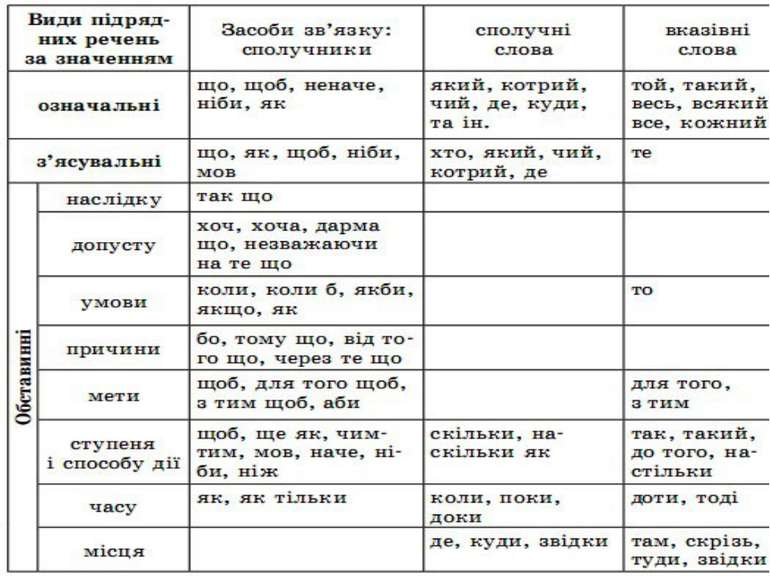 Види підряд-
них речень
за значенням
Засоби зв’язку:
сполучники
сполучні
слова
вказівні
слова
означальні
що, щоб, неначе,
ніби, як
який, котрий,
чий, де, куди,
та ін.
той, такий,
весь, всякий
все, кожний
з’ясувальні
що, як, щоб, ніби,
мов
хто, який, чий,
котрий, де
те
Обставинні
наслідку
так що
допусту
хоч, хоча, дарма
що, незважаючи
на те що
умови
коли, коли б, якби,
якщо, як
то
причини
бо, тому що, від то-
го що, через те що
мети
щоб, для того щоб,
з тим щоб, аби
для того,
з тим
ступеня
і способу дії
щоб, ще як, чим-
тим, мов, наче, ні-
би, ніж
скільки, на-
скільки як
так, такий,
до того, на-
стільки
часу
як, як тільки
коли, поки,
доки
доти, тоді
місця
де, куди, звідки
там, скрізь,
туди, звідки